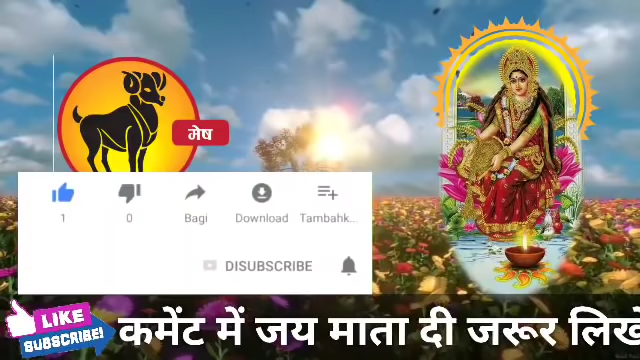 मेष
1 0 Bagi Download Tambahk...
DISUBSCRIBE
LIKE
SUBSCRIBE!
कमेंट में जय माता दी जरूर लिखे